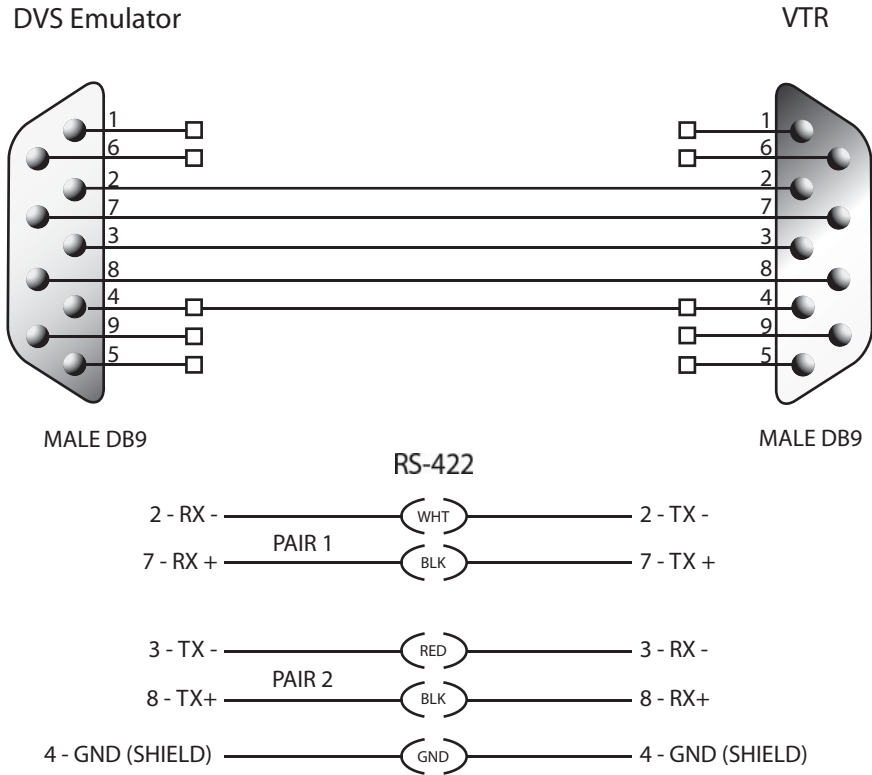 DVS Emulator VTR
1 1
6 6
2 2
7 7
3 3
8 8
4 4
9 9
5 5
MALE DB9 MALE DB9
RS-422
2 - RX - WHT 2 - TX -
PAIR 1
7 - RX + BLK 7 - TX +
3 - TX - RED 3 - RX -
PAIR 2
8 - TX+ BLK 8 - RX+
4 - GND (SHIELD) GND 4 - GND (SHIELD)